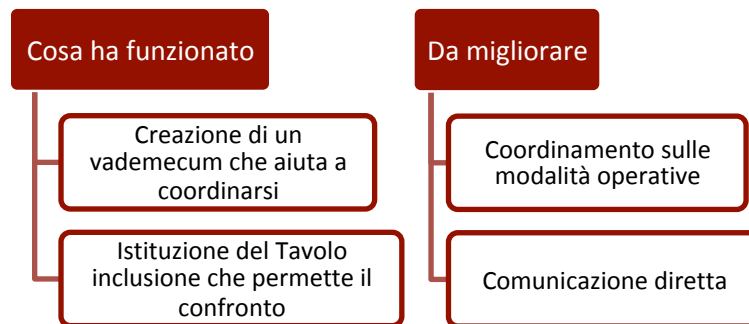 Cosa ha funzionato
Creazione di un
vademecum che aiuta a
coordinarsi
Istituzione del Tavolo
inclusione che permette il
confronto
Da migliorare
Coordinamento sulle
modalità operative
Comunicazione diretta